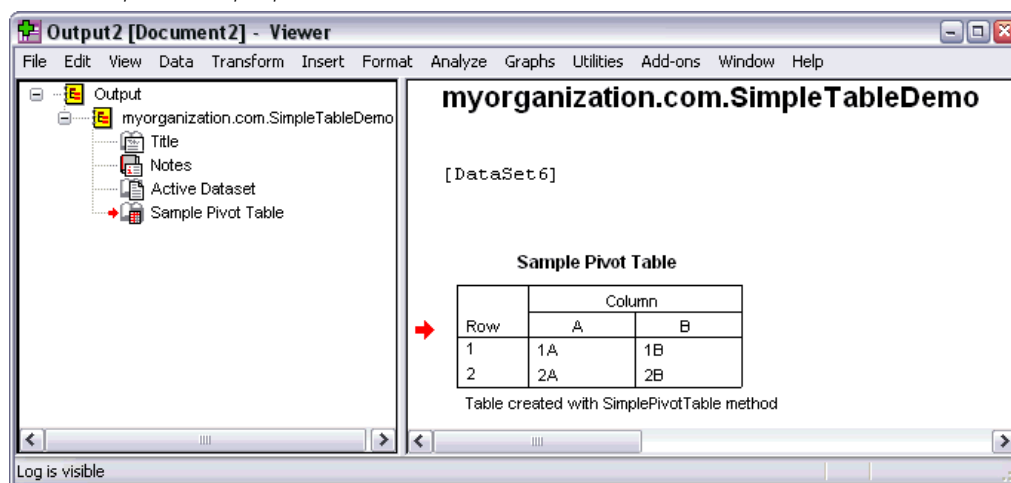 Output2 [Document2] - Viewer
File Edit View Data Transform Insert Format Analyze Graphs Utilities Add-ons Window Help
Output
myorganization.com.SimpleTableDemo
Title
Notes
Active Dataset
Sample Pivot Table
myorganization.com.SimpleTableDemo
[DataSet6]
Sample Pivot Table
Column
Row A B
1 1A 1B
2 2A 2B
Table created with SimplePivotTable method
Log is visible